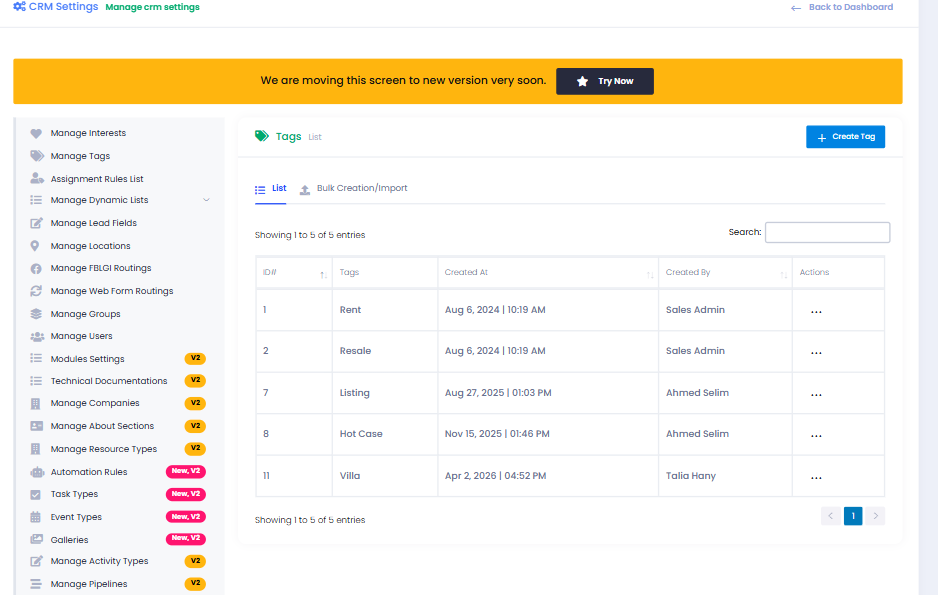 CRM Settings Manage crm settings
Back to Dashboard
We are moving this screen to new version very soon.
Try Now
Manage Interests
Manage Tags
Assignment Rules List
Manage Dynamic Lists
Manage Lead Fields
Manage Locations
Manage FBLGI Routings
Manage Web Form Routings
Manage Groups
Manage Users
Modules Settings V2
Technical Documentations V2
Manage Companies V2
Manage About Sections V2
Manage Resource Types V2
Automation Rules New, V2
Task Types New, V2
Event Types New, V2
Galleries New, V2
Manage Activity Types V2
Manage Pipelines V2
Tags List
Create Tag
List Bulk Creation/Import
Showing 1 to 5 of 5 entries
Search:
ID# Tags Created At Created By Actions
1 Rent Aug 6, 2024 | 10:19 AM Sales Admin ...
2 Resale Aug 6, 2024 | 10:19 AM Sales Admin ...
7 Listing Aug 27, 2025 | 01:03 PM Ahmed Selim ...
8 Hot Case Nov 15, 2025 | 01:46 PM Ahmed Selim ...
11 Villa Apr 2, 2026 | 04:52 PM Talia Hany ...
Showing 1 to 5 of 5 entries
1